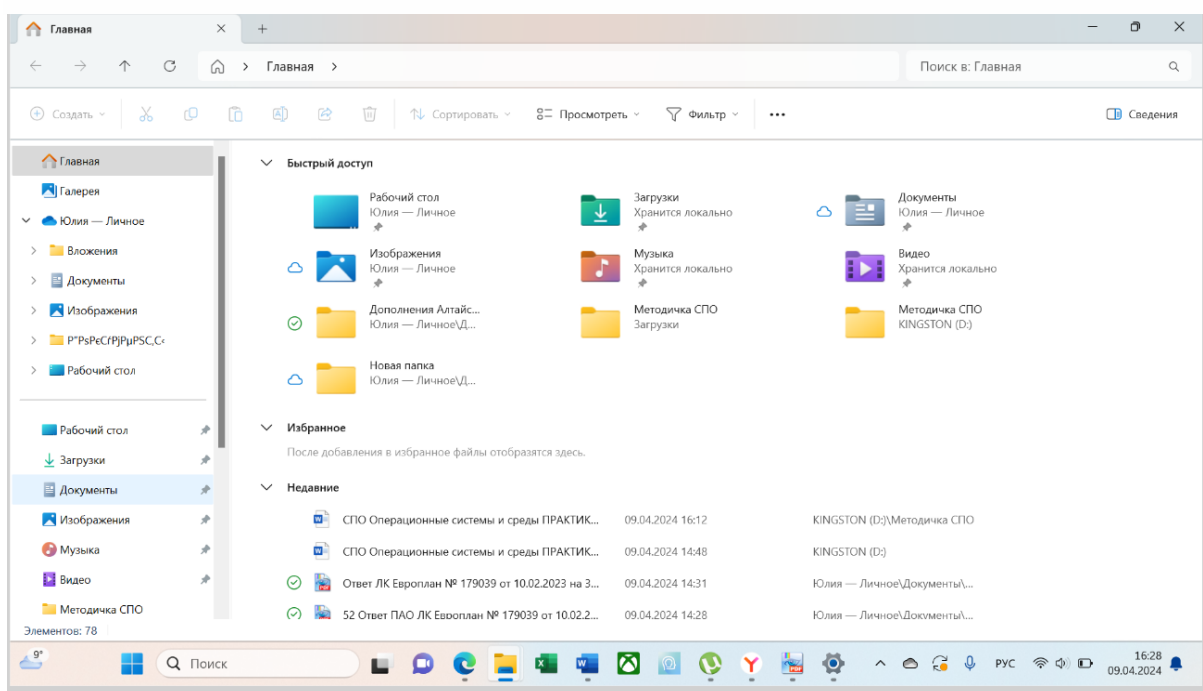 Главная
Главная
Поиск в: Главная
Создать
Сортировать
Просмотреть
Фильтр
Сведения
Главная
Галерея
Юлия — Личное
Вложения
Документы
Изображения
Рабочий стол
Рабочий стол
Загрузки
Документы
Изображения
Музыка
Видео
Методичка СПО
Элементов: 78
Быстрый доступ
Рабочий стол
Юлия — Личное
Загрузки
Хранится локально
Документы
Юлия — Личное
Изображения
Юлия — Личное
Музыка
Хранится локально
Видео
Хранится локально
Дополнения Алтайс...
Юлия — Личное\Д...
Методичка СПО
Загрузки
Методичка СПО
KINGSTON (D:)
Новая папка
Юлия — Личное\Д...
Избранное
После добавления в избранное файлы отобразятся здесь.
Недавние
СПО Операционные системы и среды ПРАКТИК... 09.04.2024 16:12 KINGSTON (D:)\Методичка СПО
СПО Операционные системы и среды ПРАКТИК... 09.04.2024 14:48 KINGSTON (D:)
Ответ ЛК Европлан № 179039 от 10.02.2023 на З... 09.04.2024 14:31 Юлия — Личное\Документы\...
52 Ответ ПАО ЛК Европлан № 179039 от 10.02.2... 09.04.2024 14:28 Юлия — Личное\Документы\...
9°
Поиск
РУС
16:28
09.04.2024